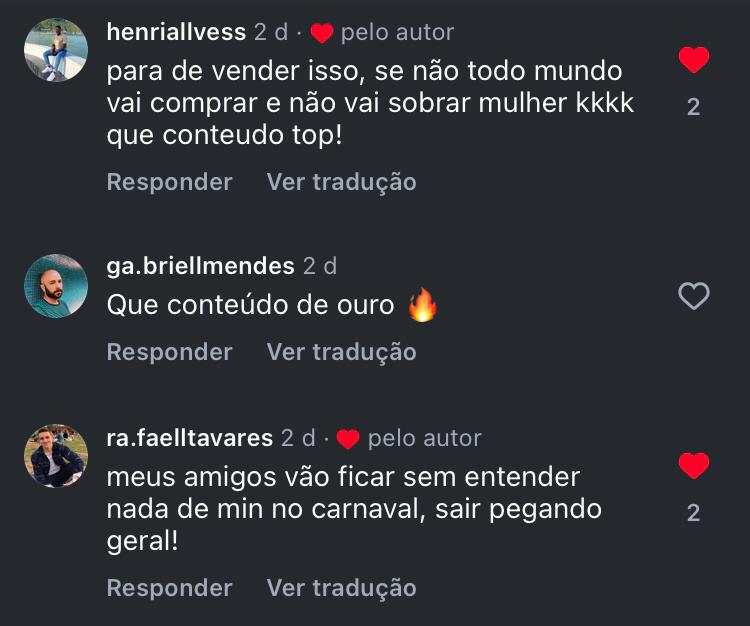 henriallvess 2 d · ❤️ pelo autor
para de vender isso, se não todo mundo
vai comprar e não vai sobrar mulher kkkk
que conteudo top!
2
Responder Ver tradução
ga.briellmendes 2 d
Que conteúdo de ouro 🔥
Responder Ver tradução
ra.faelltavares 2 d · ❤️ pelo autor
meus amigos vão ficar sem entender
nada de min no carnaval, sair pegando
geral!
2
Responder Ver tradução